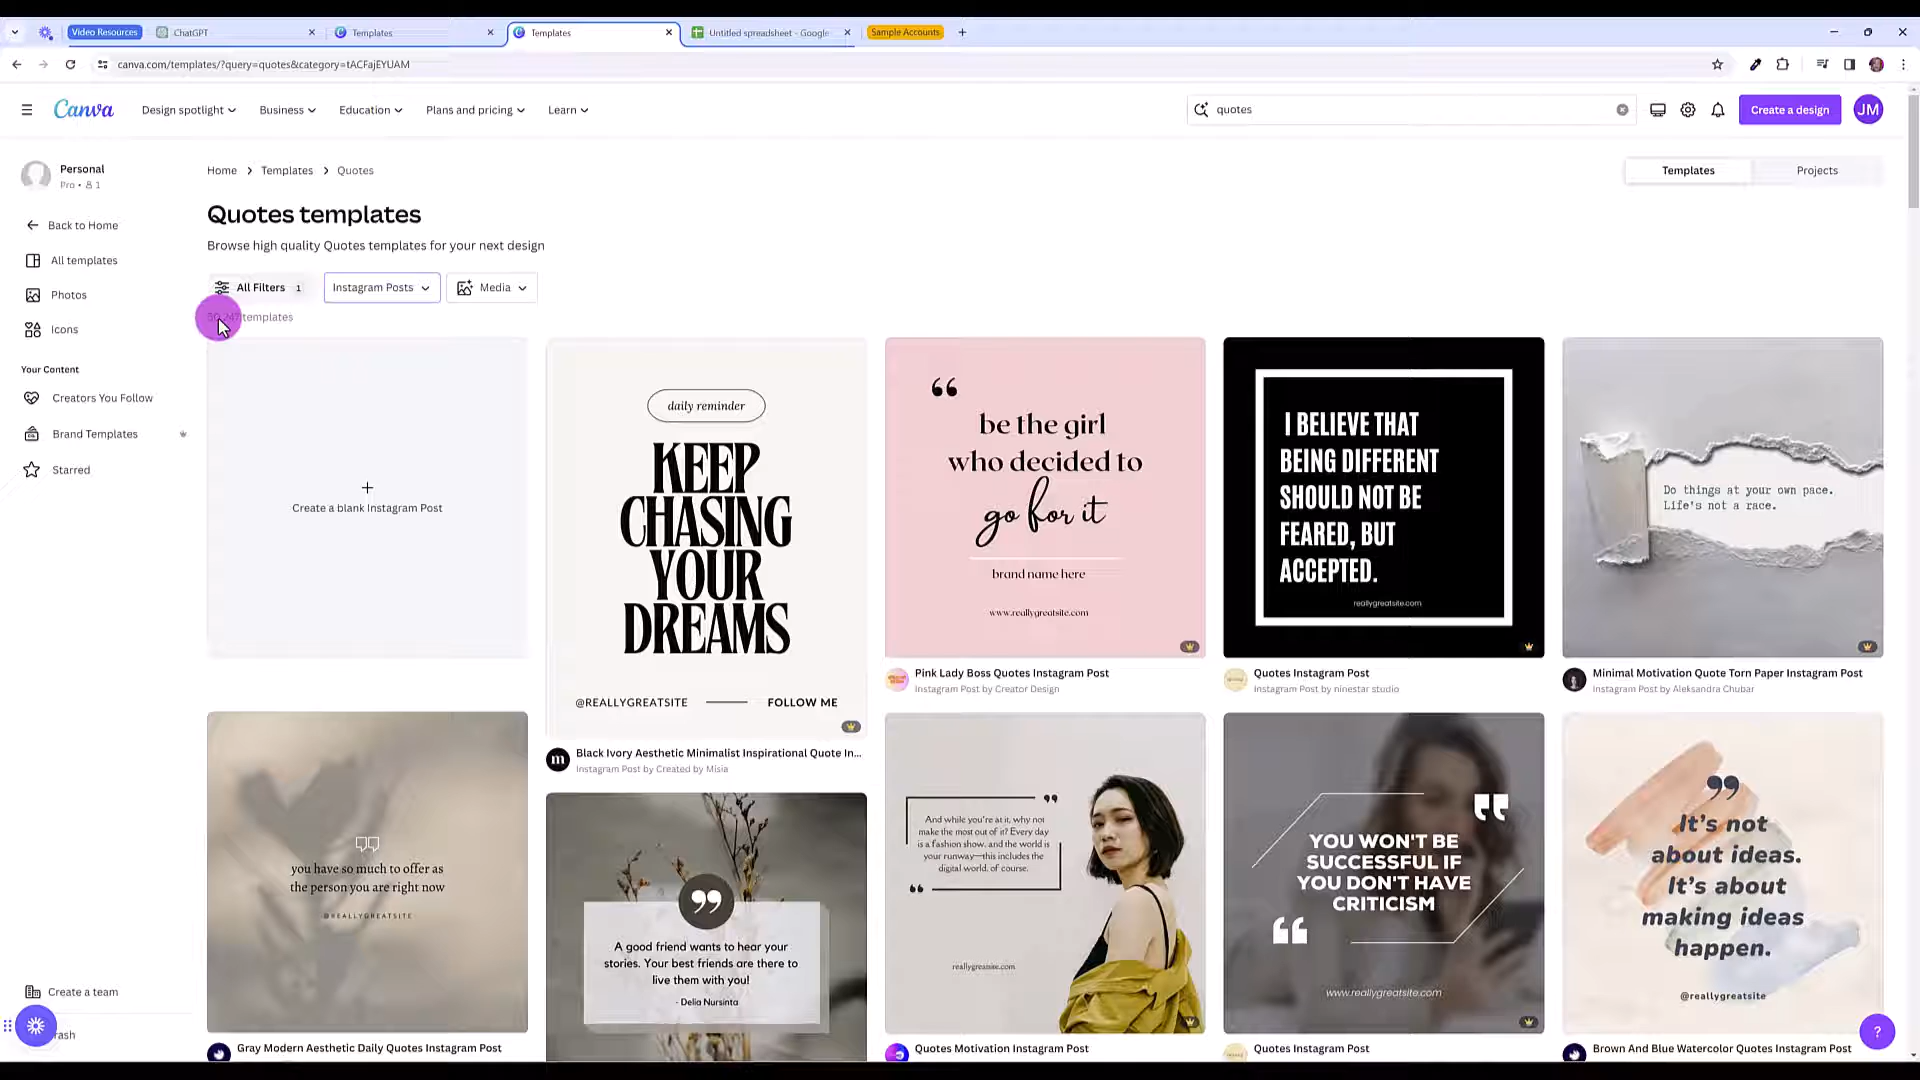 Video Resources
ChatGPT
Templates
Templates
Untitled spreadsheet - Google
Sample Accounts
canva.com/templates/?query=quotes&category=tACFajEYUAM
Canva
Design spotlight
Business
Education
Plans and pricing
Learn
quotes
Create a design
JM
Personal
Pro • 1
Home
Templates
Quotes
Templates
Projects
Quotes templates
Browse high quality Quotes templates for your next design
Back to Home
All templates
Photos
Icons
Your Content
Creators You Follow
Brand Templates
Starred
Create a team
All Filters 1
Instagram Posts
Media
templates
+
Create a blank Instagram Post
daily reminder
KEEP
CHASING
YOUR
DREAMS
@REALLYGREATSITE
FOLLOW ME
m
Black Ivory Aesthetic Minimalist Inspirational Quote In...
Instagram Post by Created by Misia
“
be the girl
who decided to
go for it
brand name here
www.reallygreatsite.com
Pink Lady Boss Quotes Instagram Post
Instagram Post by Creator Design
I BELIEVE THAT
BEING DIFFERENT
SHOULD NOT BE
FEARED, BUT
ACCEPTED.
reallygreatsite.com
Quotes Instagram Post
Instagram Post by ninestar studio
Do things at your own pace.
Life's not a race.
Minimal Motivation Quote Torn Paper Instagram Post
Instagram Post by Aleksandra Chubar
you have so much to offer as
the person you are right now
@REALLYGREATSITE
Gray Modern Aesthetic Daily Quotes Instagram Post
”
A good friend wants to hear your
stories. Your best friends are there to
live them with you!
- Delia Nursinta
”
And while you're at it, why not
make the most out of it? Every day
is a fashion show, and the world is
your runway—this includes the
digital world, of course.
“
reallygreatsite.com
Quotes Motivation Instagram Post
”
YOU WON'T BE
SUCCESSFUL IF
YOU DON'T HAVE
CRITICISM
“
www.reallygreatsite.com
Quotes Instagram Post
”
It's not
about ideas.
It's about
making ideas
happen.
@reallygreatsite
Brown And Blue Watercolor Quotes Instagram Post
?